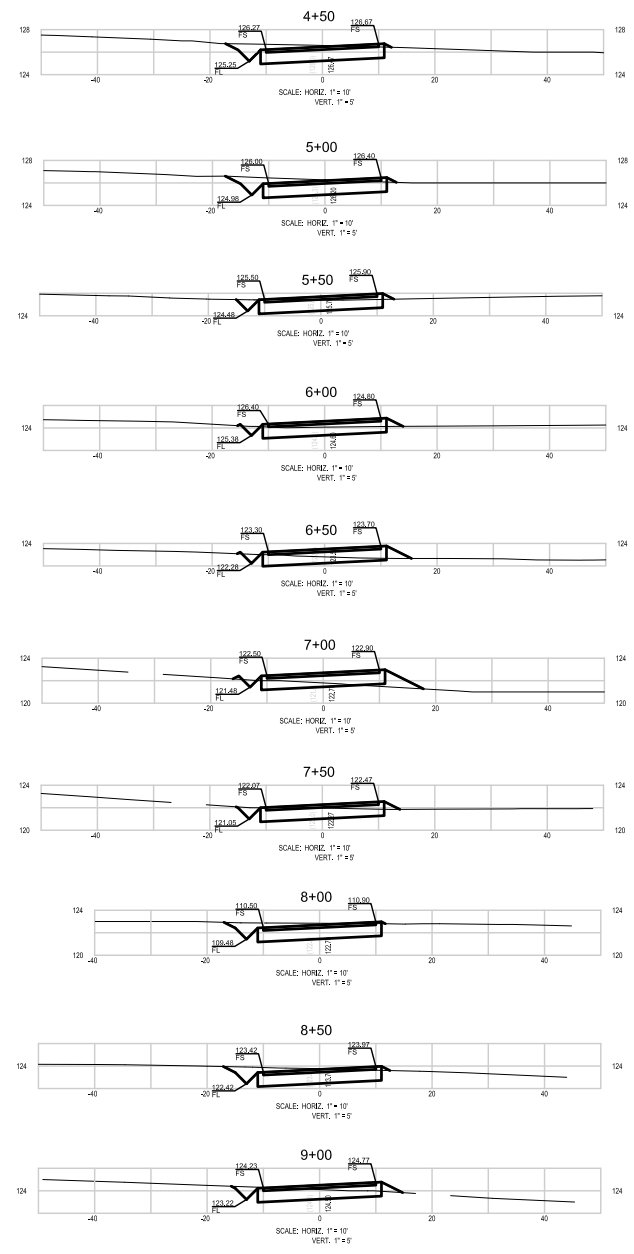 4+50
126.27
FS
126.67
FS
128
128
125.25
FL
124
124
-40
-20
0
20
40
SCALE: HORIZ. 1" = 10'
VERT. 1" = 5'
5+00
126.00
FS
126.40
FS
128
128
124.98
FL
124
124
-40
-20
0
20
40
SCALE: HORIZ. 1" = 10'
VERT. 1" = 5'
5+50
125.50
FS
125.90
FS
124.48
FL
124
124
-40
-20
0
20
40
SCALE: HORIZ. 1" = 10'
VERT. 1" = 5'
6+00
126.40
FS
124.80
FS
124
124
125.38
FL
-40
-20
0
20
40
SCALE: HORIZ. 1" = 10'
VERT. 1" = 5'
6+50
123.30
FS
123.70
FS
124
124
122.28
FL
-40
-20
0
20
40
SCALE: HORIZ. 1" = 10'
VERT. 1" = 5'
7+00
122.50
FS
122.90
FS
124
124
121.48
FL
120
120
-40
-20
0
20
40
SCALE: HORIZ. 1" = 10'
VERT. 1" = 5'
7+50
122.07
FS
122.47
FS
124
124
121.05
FL
120
120
-40
-20
0
20
40
SCALE: HORIZ. 1" = 10'
VERT. 1" = 5'
8+00
110.50
FS
110.90
FS
124
124
109.48
FL
120
120
-40
-20
0
20
40
SCALE: HORIZ. 1" = 10'
VERT. 1" = 5'
8+50
123.42
FS
123.97
FS
124
124
122.42
FL
-40
-20
0
20
40
SCALE: HORIZ. 1" = 10'
VERT. 1" = 5'
9+00
124.23
FS
124.77
FS
124
124
123.22
FL
-40
-20
0
20
40
SCALE: HORIZ. 1" = 10'
VERT. 1" = 5'